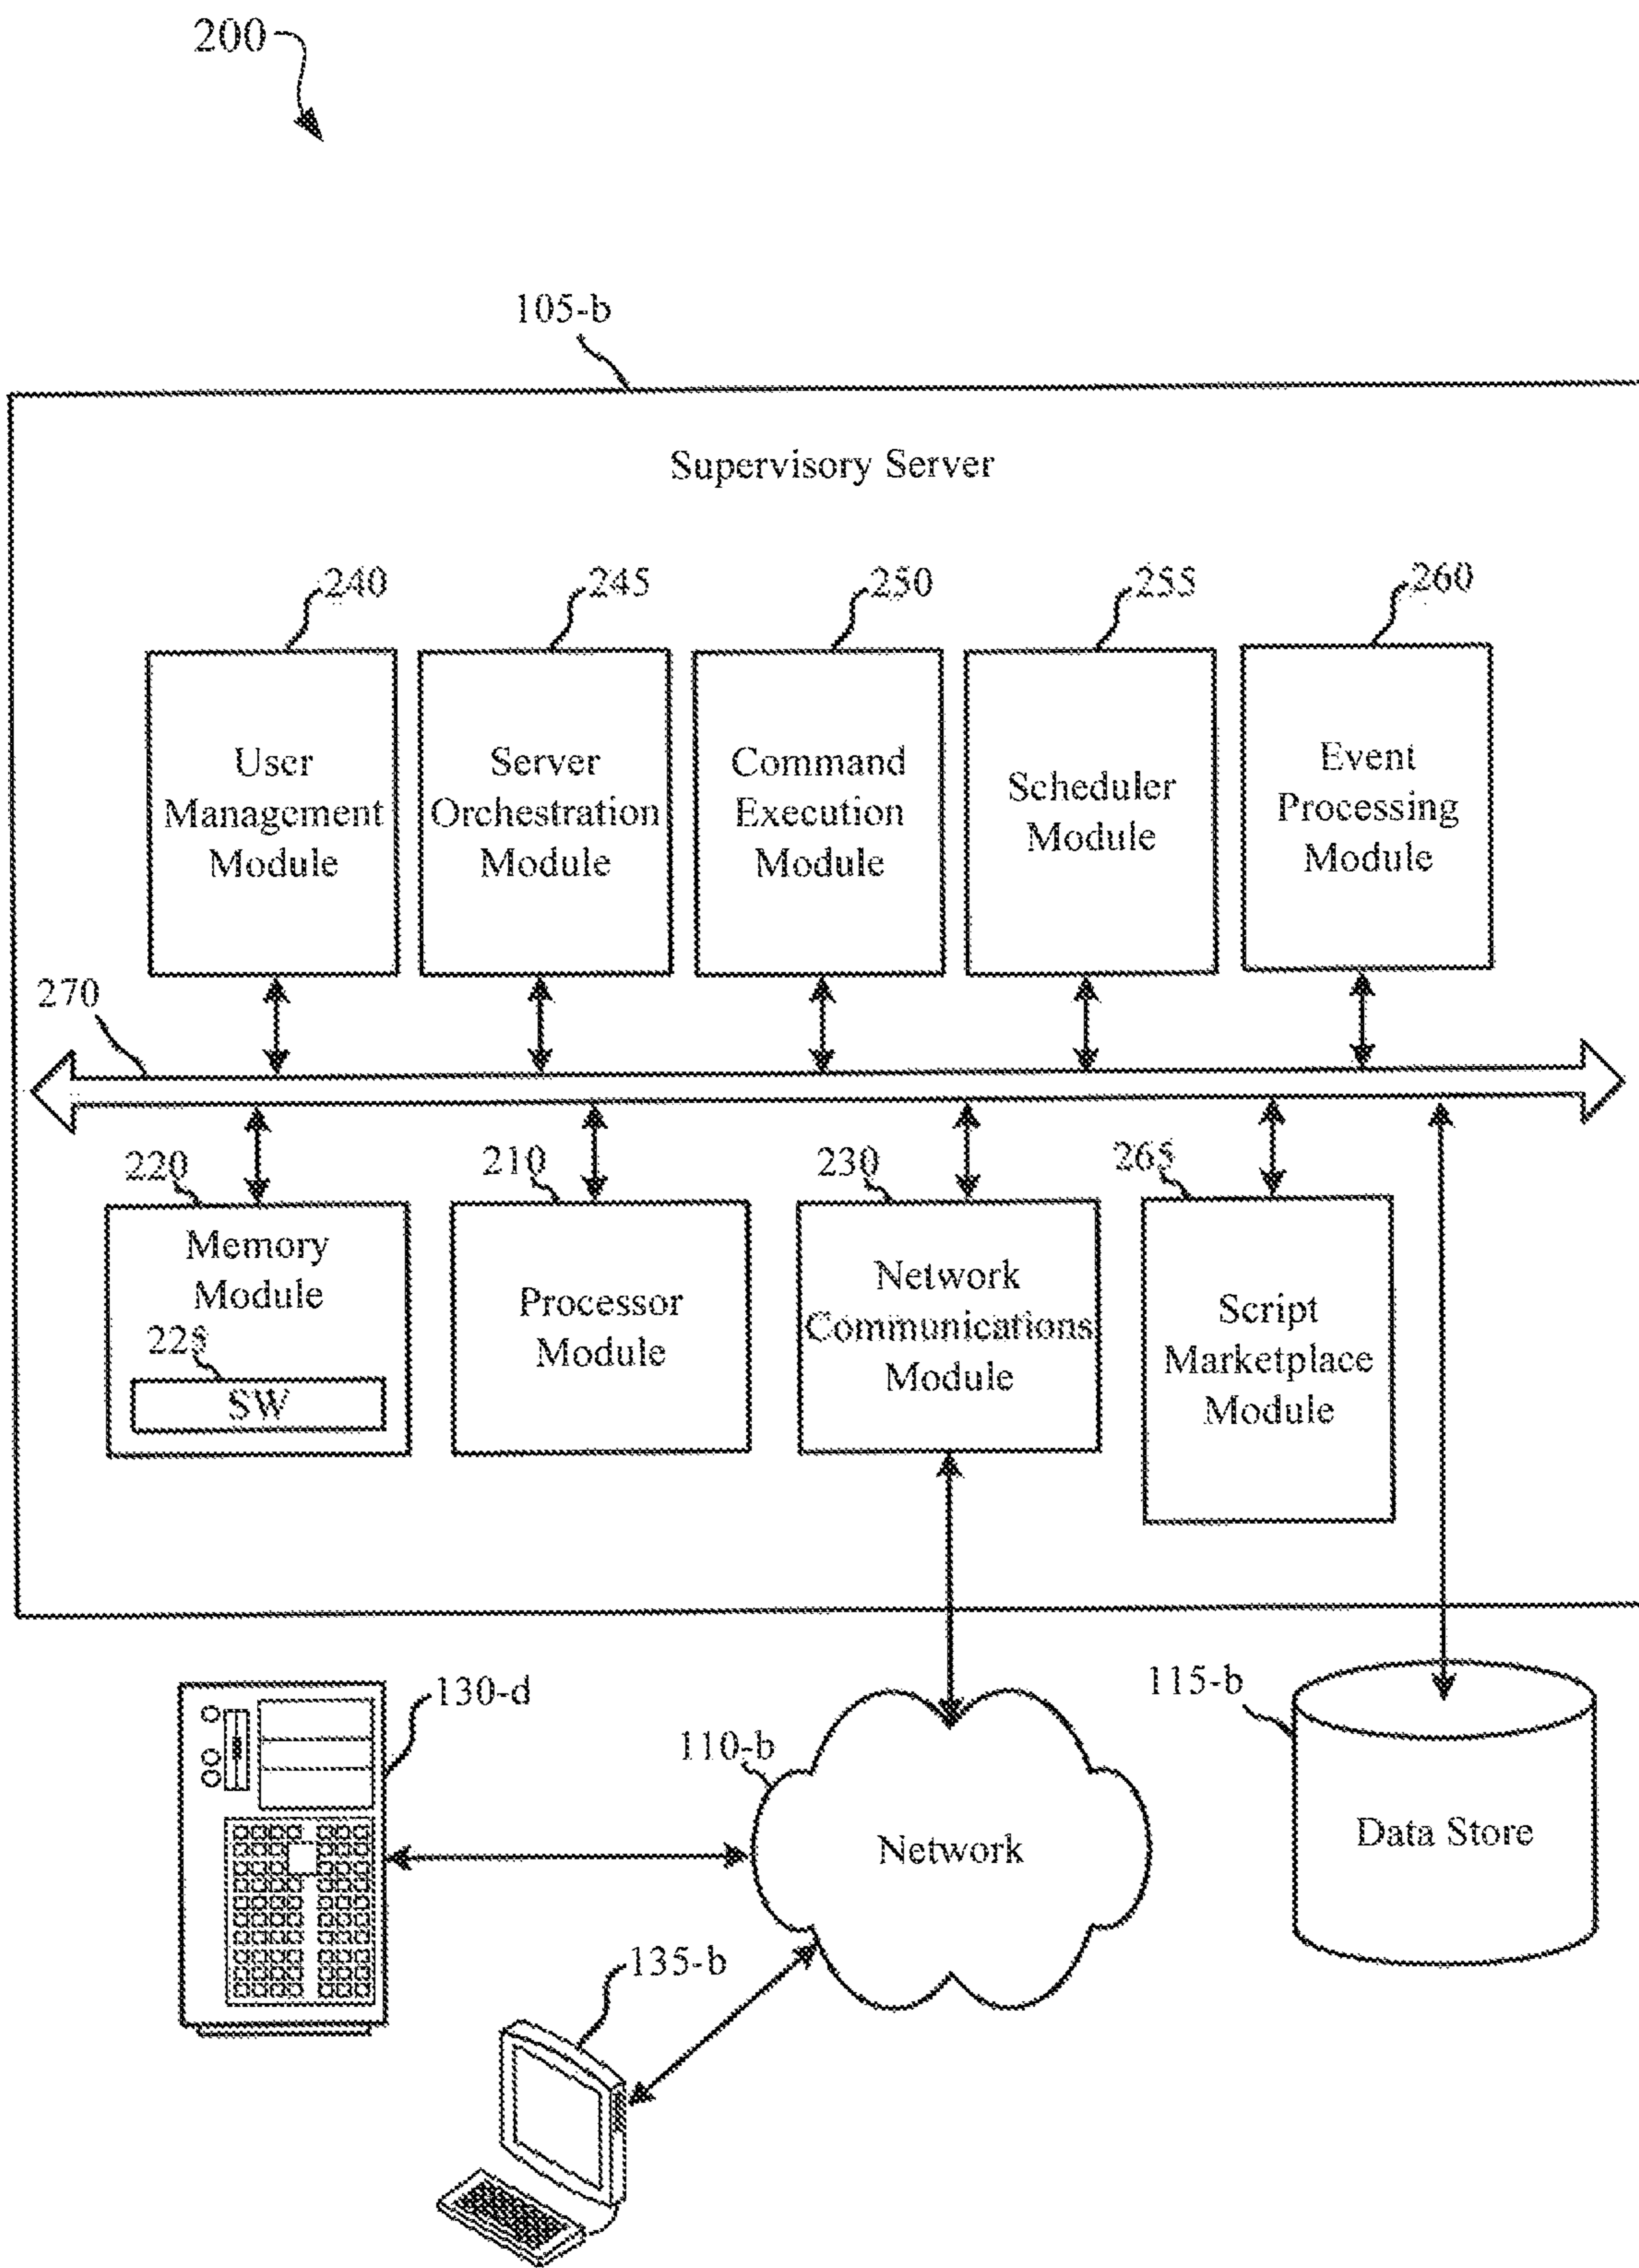 200
105-b
Supervisory Server
240
245
250
255
260
User
Management
Module
Server
Orchestration
Module
Command
Execution
Module
Scheduler
Module
Event
Processing
Module
270
220
210
230
265
Memory
Module
225
SW
Processor
Module
Network
Communications
Module
Script
Marketplace
Module
130-d
110-b
115-b
Network
Data Store
135-b